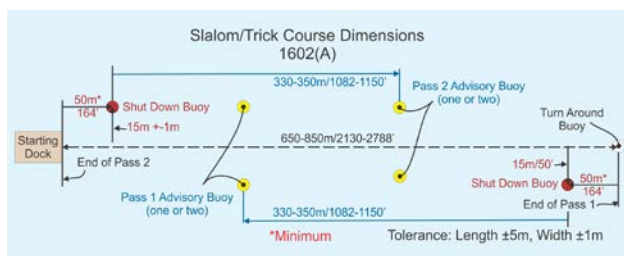 Slalom/Trick Course Dimensions
1602(A)
330-350m/1082-1150'
50m*
164'
Shut Down Buoy
Pass 2 Advisory Buoy
(one or two)
Turn Around
Buoy
15m +-1m
Starting
Dock
650-850m/2130-2788'
End of Pass 2
15m/50'
Pass 1 Advisory Buoy
(one or two)
Shut Down Buoy
50m*
164'
End of Pass 1
330-350m/1082-1150'
*Minimum
Tolerance: Length ±5m, Width ±1m